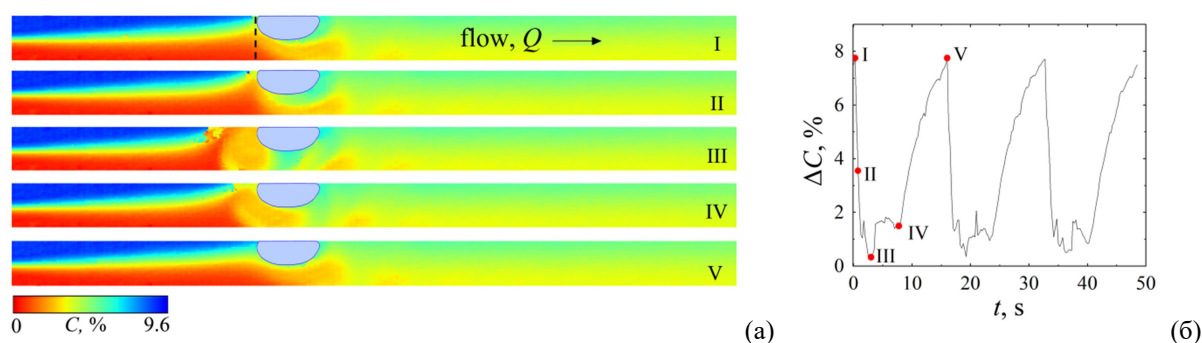 flow, Q
I
II
III
IV
V
0 C, % 9.6
(а)
ΔC, %
8
6
4
2
0
I
V
II
IV
III
0 10 20 30 40 50
t, s
(б)